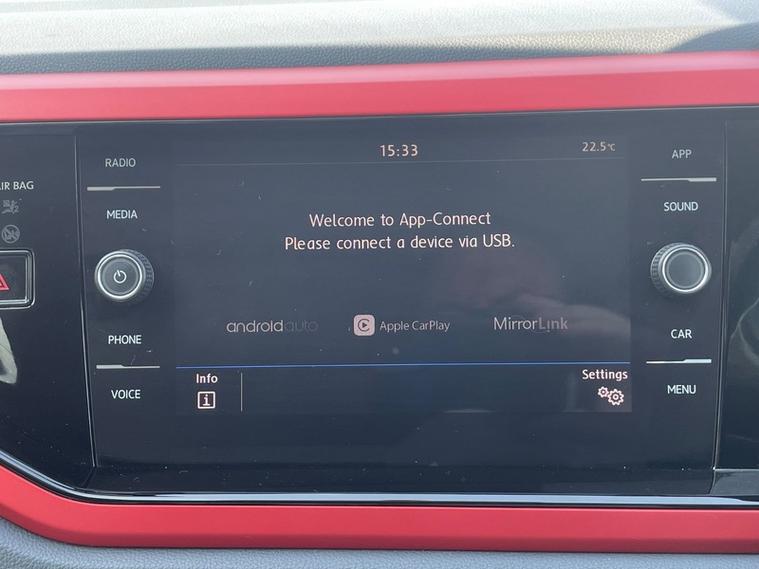 15:33
22.5°C
RADIO
MEDIA
PHONE
VOICE
IR BAG
Welcome to App-Connect
Please connect a device via USB.
androidauto
Apple CarPlay
MirrorLink
Info
i
Settings
APP
SOUND
CAR
MENU